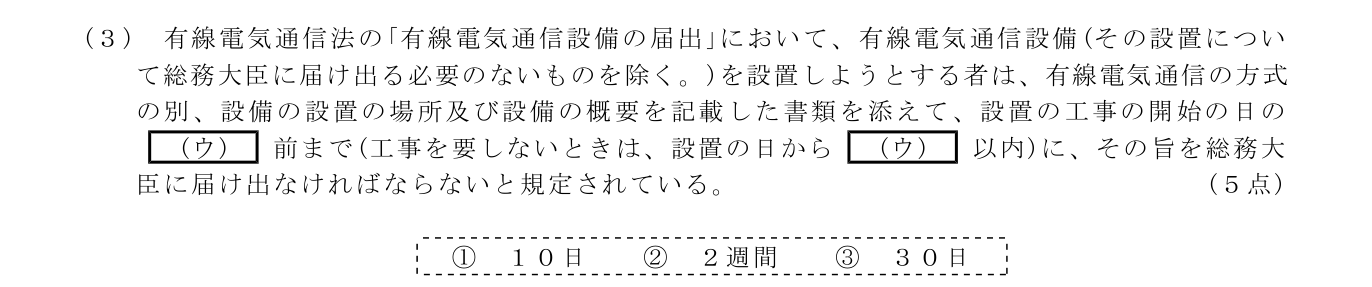 (３)　有線電気通信法の｢有線電気通信設備の届出｣において、有線電気通信設備(その設置につい
て総務大臣に届け出る必要のないものを除く。)を設置しようとする者は、有線電気通信の方式
の別、設備の設置の場所及び設備の概要を記載した書類を添えて、設置の工事の開始の日の
(ウ) 前まで(工事を要しないときは、設置の日から (ウ) 以内)に、その旨を総務大
臣に届け出なければならないと規定されている。 (５点)
①　１０日　　②　２週間　　③　３０日